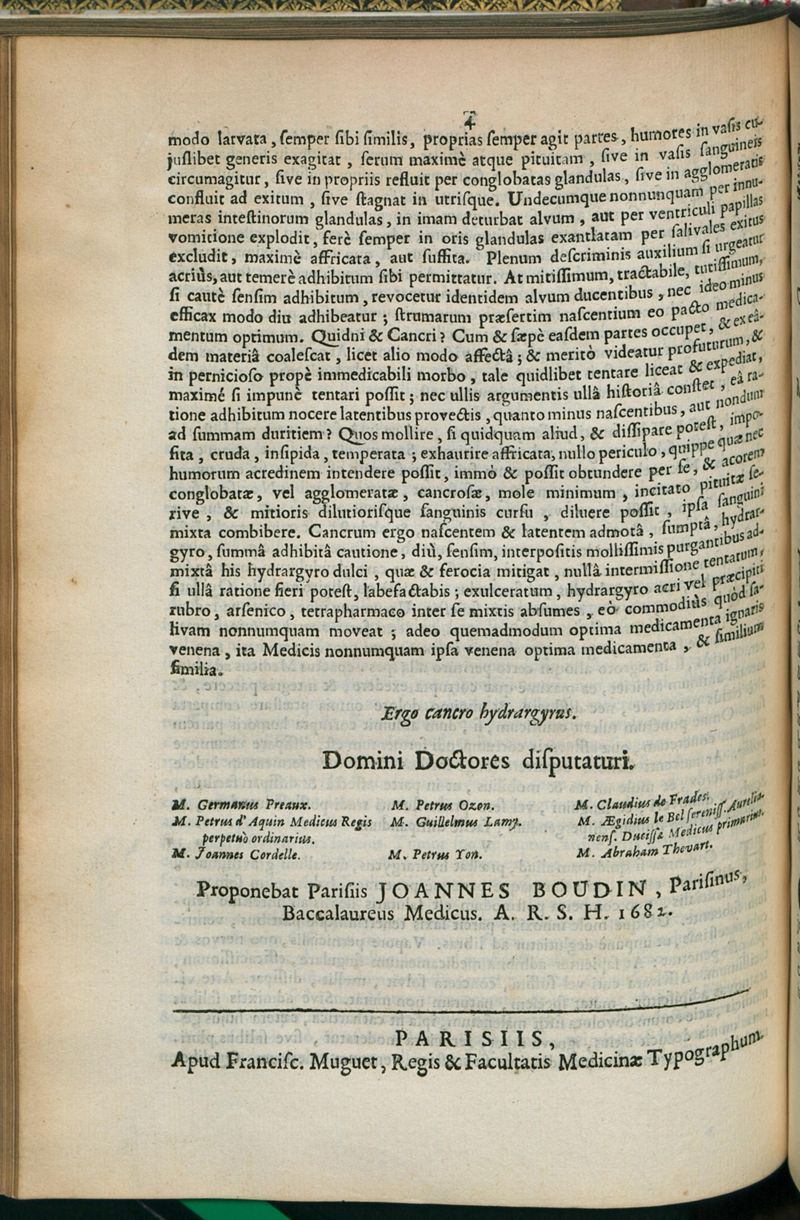 4
modo larvata, ſemper ſibi ſimilis, proprias ſemper agit partes, humores in vaſis cu-
juſlibet generis exagitat, ſerum maximè atque pituitam, ſive in vaſis ſanguineis
circumagitur, ſive in propriis refluit per conglobatas glandulas, ſive in agglomeratis
confluit ad exitum, ſive ſtagnat in utriſque. Undecumque nonnunquam per innu-
meras inteſtinorum glandulas, in imam deturbat alvum, aut per ventriculi papillas
vomitione explodit, ferè ſemper in oris glandulas exantlatam per ſalivales exitus
excludit, maximè affricata, aut ſuffita. Plenum deſcriminis auxilium ſi urgeatur
acriùs, aut temerè adhibitum ſibi permittatur. At mitiſſimum, tractabile, tutiſſimum,
ſi cautè ſenſim adhibitum, revocetur identidem alvum ducentibus, nec ideo minus
efficax modo diu adhibeatur; ſtrumarum præſertim naſcentium eo pacto medica-
mentum optimum. Quidni & Cancri? Cum & ſæpè eaſdem partes occupet, & ex eâ-
dem materiâ coaleſcat, licet alio modo affectâ; & meritò videatur profuturum, &
in pernicioſo propè immedicabili morbo, tale quidlibet tentare liceat & expediat,
maximé ſi impunè tentari poſſit; nec ullis argumentis ullâ hiſtoriâ conſtet, eâ ra-
tione adhibitum nocere latentibus provectis, quanto minus naſcentibus, aut nondum
ad ſummam duritiem? Quos mollire, ſi quidquam aliud, & diſſipare poteſt, impo-
ſita, cruda, inſipida, temperata; exhaurire affricata, nullo periculo, quippe quæ nec
humorum acredinem intendere poſſit, immò & poſſit obtundere per ſe, & acorem
conglobatæ, vel agglomeratæ, cancroſæ, mole minimum, incitato pituitæ ſe-
rive, & mitioris dilutioriſque ſanguinis curſu, diluere poſſit, ipſa ſanguini
mixta combibere. Cancrum ergo naſcentem & latentem admotâ, ſumptâ, hydrar-
gyro, ſummâ adhibitâ cautione, diù, ſenſim, interpoſitis molliſſimis purgantibus ad-
mixtâ his hydrargyro dulci, quæ & ferocia mitigat, nullâ intermiſſione tentatum,
ſi ullâ ratione fieri poteſt, labefactabis; exulceratum, hydrargyro acri vel præcipiti
rubro, arſenico, tetrapharmaco inter ſe mixtis abſumes, eò commodiùs quòd ſa-
livam nonnumquam moveat; adeo quemadmodum optima medicamenta ignaris
venena, ita Medicis nonnumquam ipſa venena optima medicamenta, & ſimilium
ſimilia.
Ergo cancro hydrargyrus.
Domini Doctores diſputaturi.
M. Germanus Preaux. M. Petrus Ozon. M. Claudius de Frades.
M. Petrus d'Aquin Medicus Regis M. Guillelmus Lamy. M. Ægidius le Bel ſereniſſ. Aurelia-
perpetuò ordinarius. nenſ. Duciſſæ Medicus primarius.
M. Joannes Cordelle. M. Petrus Yon. M. Abraham Thevart.
Proponebat Pariſiis JOANNES BOUDIN, Pariſinus,
Baccalaureus Medicus. A. R. S. H. 1682.
PARISIIS,
Apud Franciſc. Muguet, Regis & Facultatis Medicinæ Typographum.